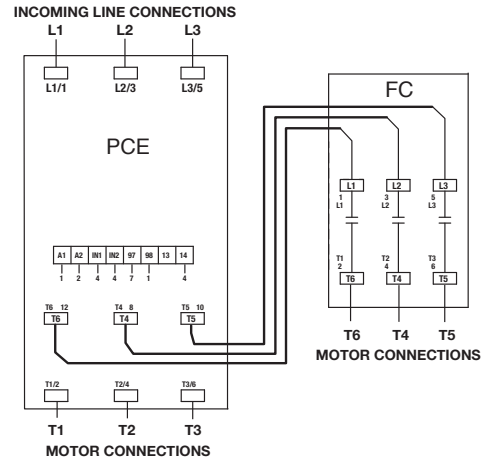 INCOMING LINE CONNECTIONS
L1 L2 L3
L1/1 L2/3 L3/5
PCE
FC
L1 L2 L3
1 3 5
L1 L2 L3
A1 A2 IN1 IN2 97 98 13 14
1 2 4 4 7 1 4
T1 T2 T3
2 4 6
T6 T4 T5
T6 12 T4 8 T5 10
T6 T4 T5
T6 T4 T5
MOTOR CONNECTIONS
T1/2 T2/4 T3/6
T1 T2 T3
MOTOR CONNECTIONS